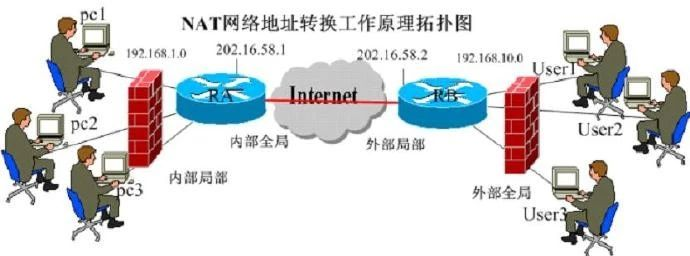 NAT网络地址转换工作原理拓扑图
pc1
192.168.1.0
202.16.58.1
202.16.58.2
192.168.10.0
User1
RA
Internet
RB
pc2
User2
内部全局
外部局部
pc3
内部局部
外部全局
User3